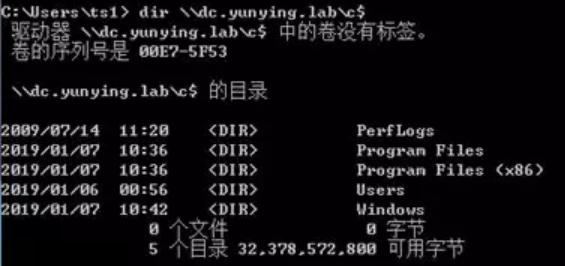 C:\Users\ts1> dir \\dc.yunying.lab\c$
驱动器 \\dc.yunying.lab\c$ 中的卷没有标签。
卷的序列号是 00E7-5F53
\\dc.yunying.lab\c$ 的目录
2009/07/14  11:20    <DIR>          PerfLogs
2019/01/07  10:36    <DIR>          Program Files
2019/01/07  10:36    <DIR>          Program Files (x86)
2019/01/06  00:56    <DIR>          Users
2019/01/07  10:42    <DIR>          Windows
0 个文件              0 字节
5 个目录 32,378,572,800 可用字节